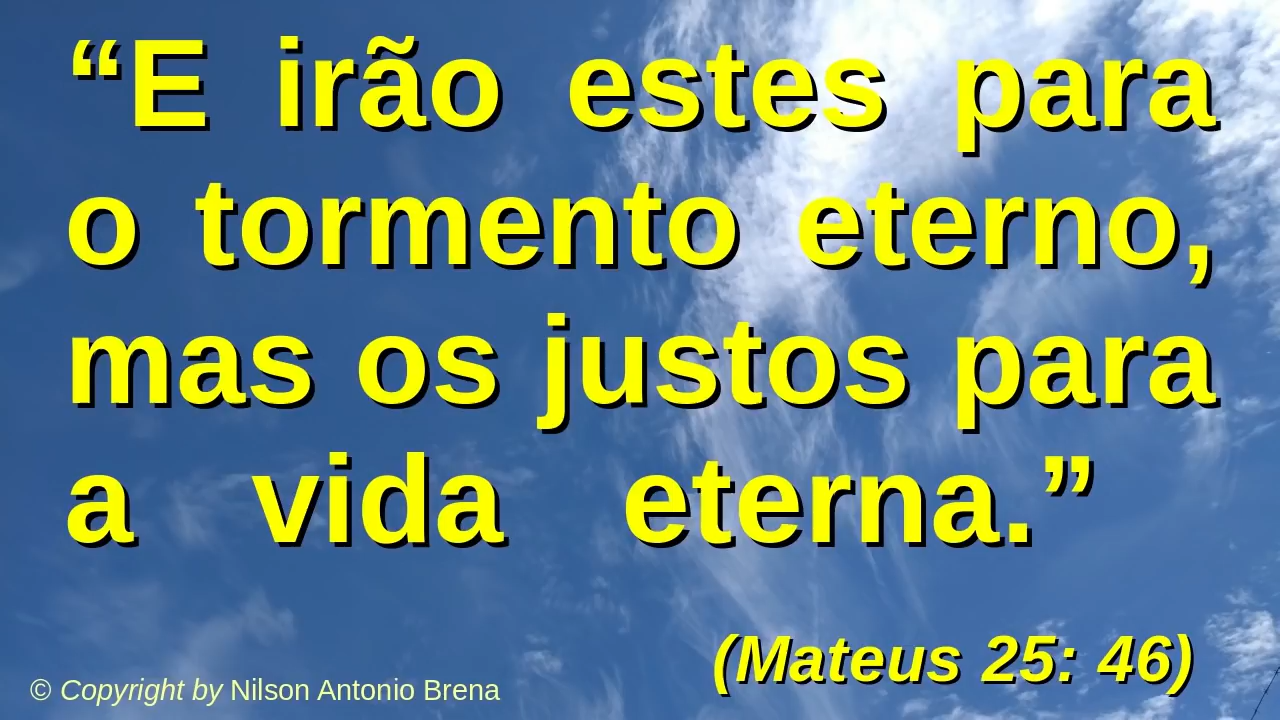 “E irão estes para
o tormento eterno,
mas os justos para
a vida eterna.”
(Mateus 25: 46)
© Copyright by Nilson Antonio Brena